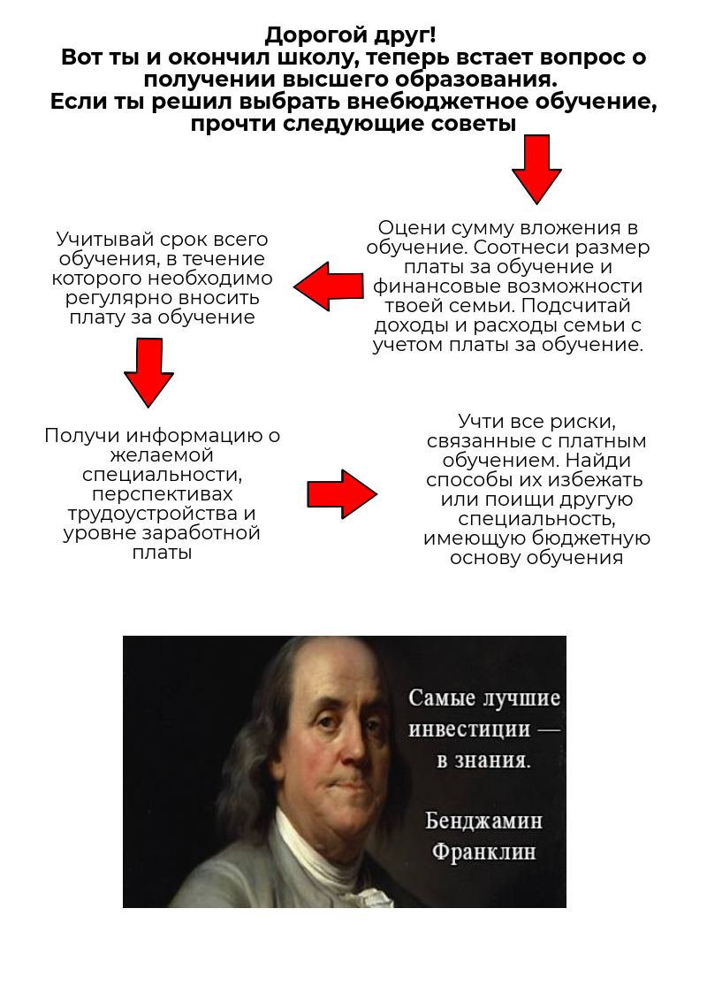 Дорогой друг!
Вот ты и окончил школу, теперь встает вопрос о
получении высшего образования.
Если ты решил выбрать внебюджетное обучение,
прочти следующие советы
Оцени сумму вложения в
обучение. Соотнеси размер
платы за обучение и
финансовые возможности
твоей семьи. Подсчитай
доходы и расходы семьи с
учетом платы за обучение.
Учитывай срок всего
обучения, в течение
которого необходимо
регулярно вносить
плату за обучение
Получи информацию о
желаемой
специальности,
перспективах
трудоустройства и
уровне заработной
платы
Учти все риски,
связанные с платным
обучением. Найди
способы их избежать
или поищи другую
специальность,
имеющую бюджетную
основу обучения
Самые лучшие
инвестиции —
в знания.
Бенджамин
Франклин